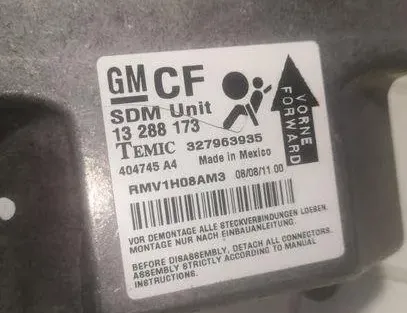 GM CF
SDM Unit
13 288 173
TEMIC 327963935
404745 A4 Made in Mexico
RMV1H08AM3 08/08/11 00
VORNE
FORWARD
VOR DEMONTAGE ALLE STECKVERBINDUNGEN LOESEN.
MONTAGE NUR NACH EINBAUANLEITUNG.
BEFORE DISASSEMBLY, DETACH ALL CONNECTORS.
ASSEMBLY STRICTLY ACCORDING TO MANUAL
INSTRUCTIONS.